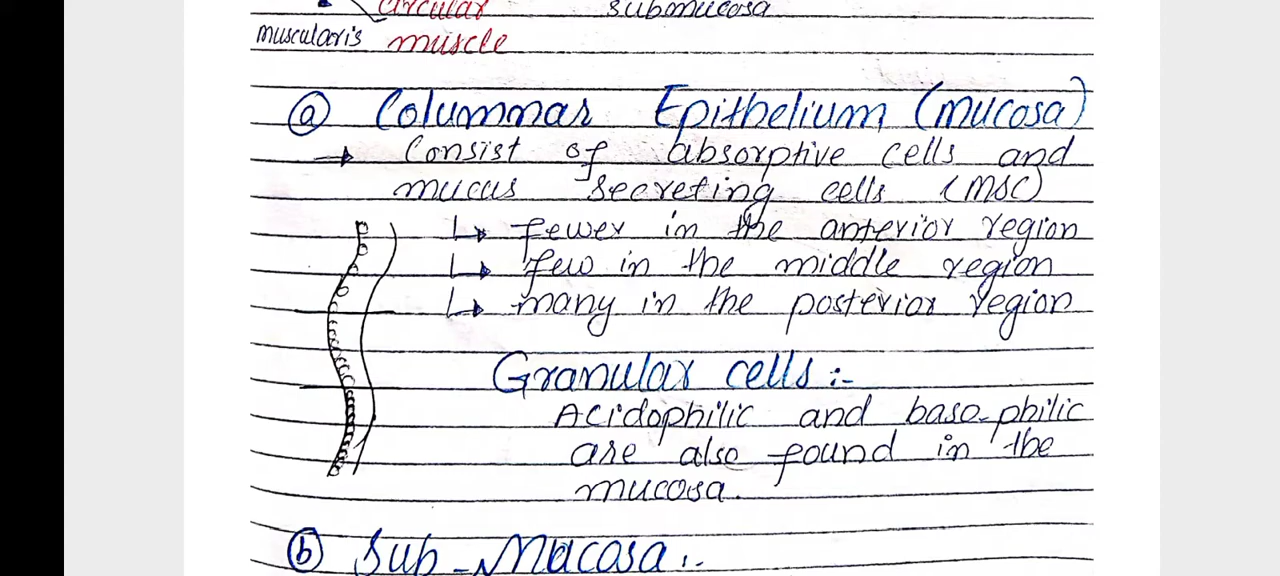 circular submucosa
muscularis muscle
(a) Columnar Epithelium (mucosa)
→ Consist of absorptive cells and
mucus secreting cells (MSC)
↳ fewer in the anterior region
↳ few in the middle region
↳ many in the posterior region
Granular cells :-
Acidophilic and basophilic
are also found in the
mucosa.
(b) Sub-Mucosa :-